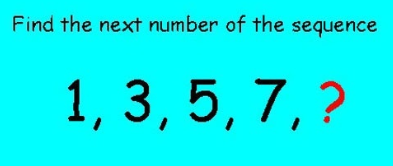 Find the next number of the sequence
1, 3, 5, 7, ?